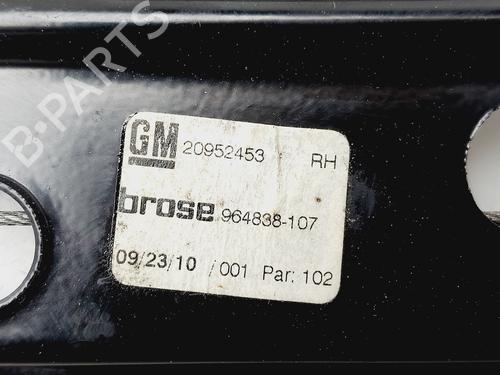 B-PARTS
GM 20952453 RH
brose 964838-107
09/23/10 /001 Par: 102